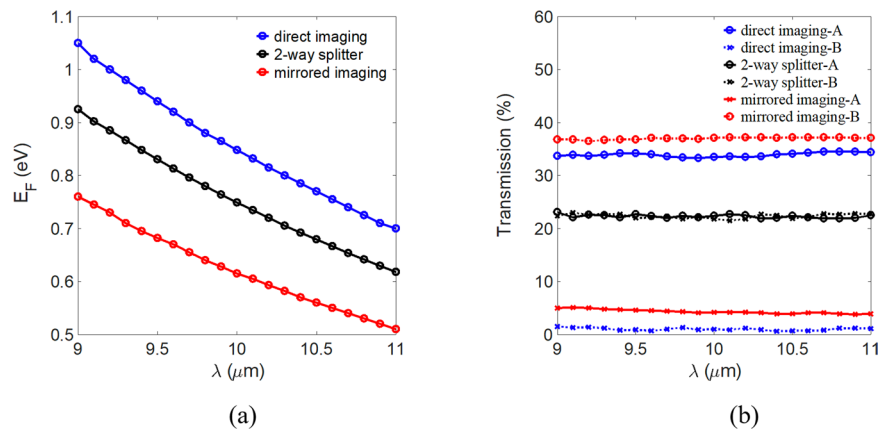 1.1
1
0.9
0.8
0.7
0.6
0.5
E_F (eV)
9
9.5
10
10.5
11
λ (μm)
direct imaging
2-way splitter
mirrored imaging
(a)
60
50
40
30
20
10
0
Transmission (%)
9
9.5
10
10.5
11
λ (μm)
direct imaging-A
direct imaging-B
2-way splitter-A
2-way splitter-B
mirrored imaging-A
mirrored imaging-B
(b)